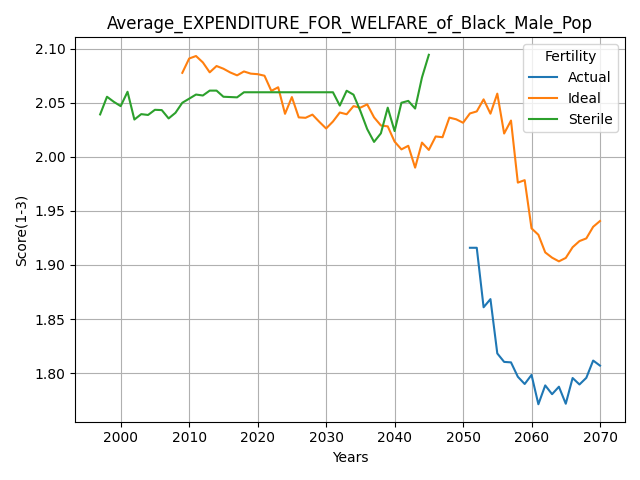 Average_EXPENDITURE_FOR_WELFARE_of_Black_Male_Pop
Fertility
Actual
Ideal
Sterile
Score(1-3)
2.10
2.05
2.00
1.95
1.90
1.85
1.80
2000 2010 2020 2030 2040 2050 2060 2070
Years